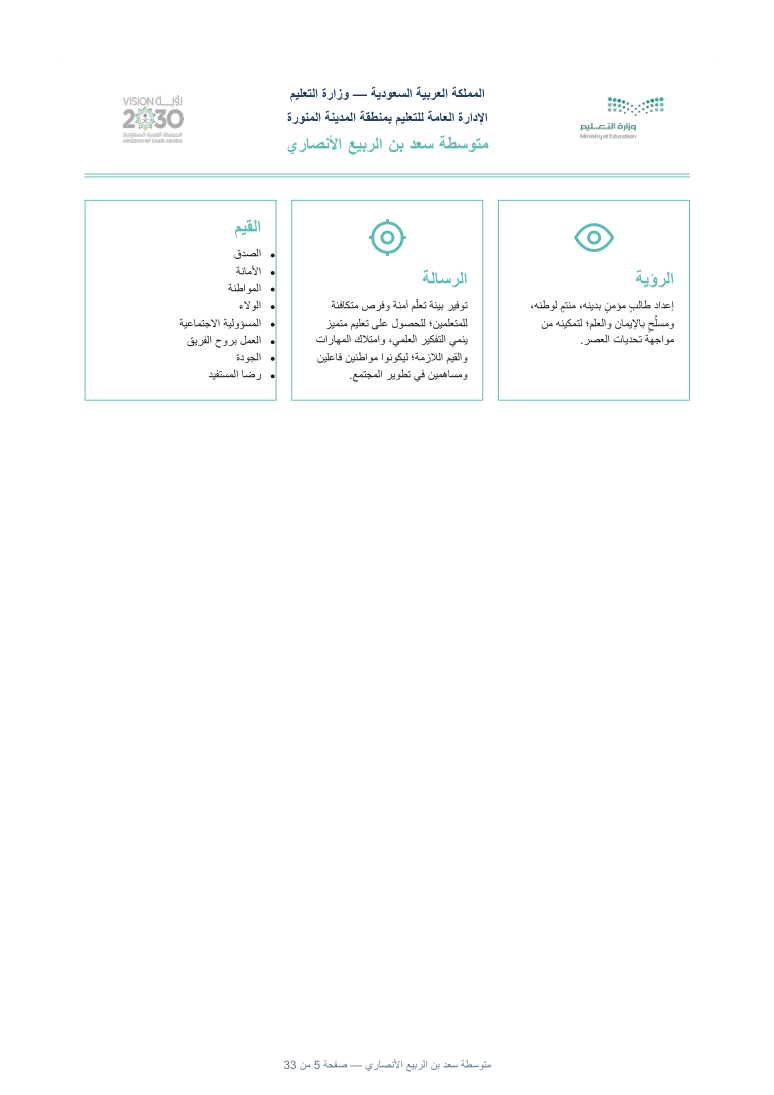 وزارة التعليم
Ministry of Education
المملكة العربية السعودية — وزارة التعليم
الإدارة العامة للتعليم بمنطقة المدينة المنورة
متوسطة سعد بن الربيع الأنصاري
VISION رؤيـــة
2030
المملكة العربية السعودية
KINGDOM OF SAUDI ARABIA
الرؤية
إعداد طالبٍ مؤمنٍ بدينه، منتمٍ لوطنه،
ومسلَّحٍ بالإيمان والعلم؛ لتمكينه من
مواجهة تحديات العصر.
الرسالة
توفير بيئة تعلّم آمنة وفرص متكافئة
للمتعلمين؛ للحصول على تعليم متميز
ينمي التفكير العلمي، وامتلاك المهارات
والقيم اللازمة؛ ليكونوا مواطنين فاعلين
ومساهمين في تطوير المجتمع.
القيم
• الصدق
• الأمانة
• المواطنة
• الولاء
• المسؤولية الاجتماعية
• العمل بروح الفريق
• الجودة
• رضا المستفيد
متوسطة سعد بن الربيع الأنصاري — صفحة 5 من 33